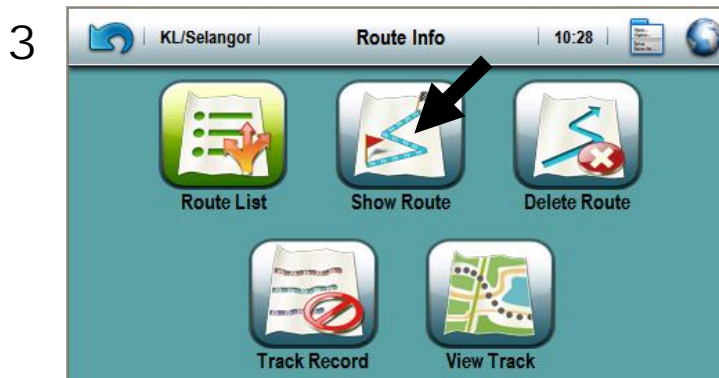 3
KL/Selangor Route Info 10:28
Route List Show Route Delete Route
Track Record View Track